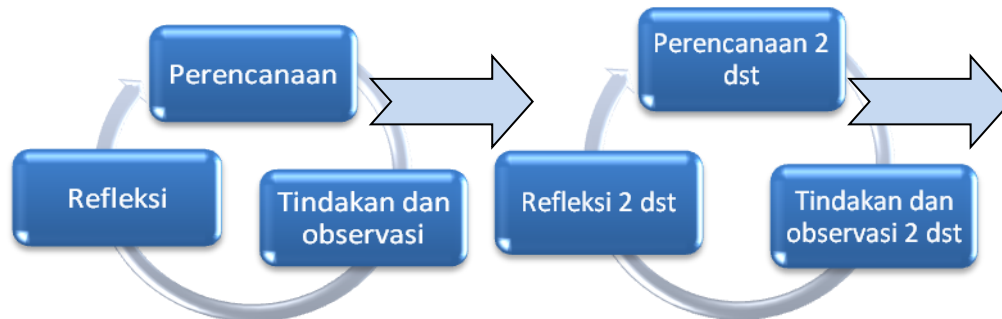 Perencanaan
Tindakan dan
observasi
Refleksi
Perencanaan 2
dst
Tindakan dan
observasi 2 dst
Refleksi 2 dst